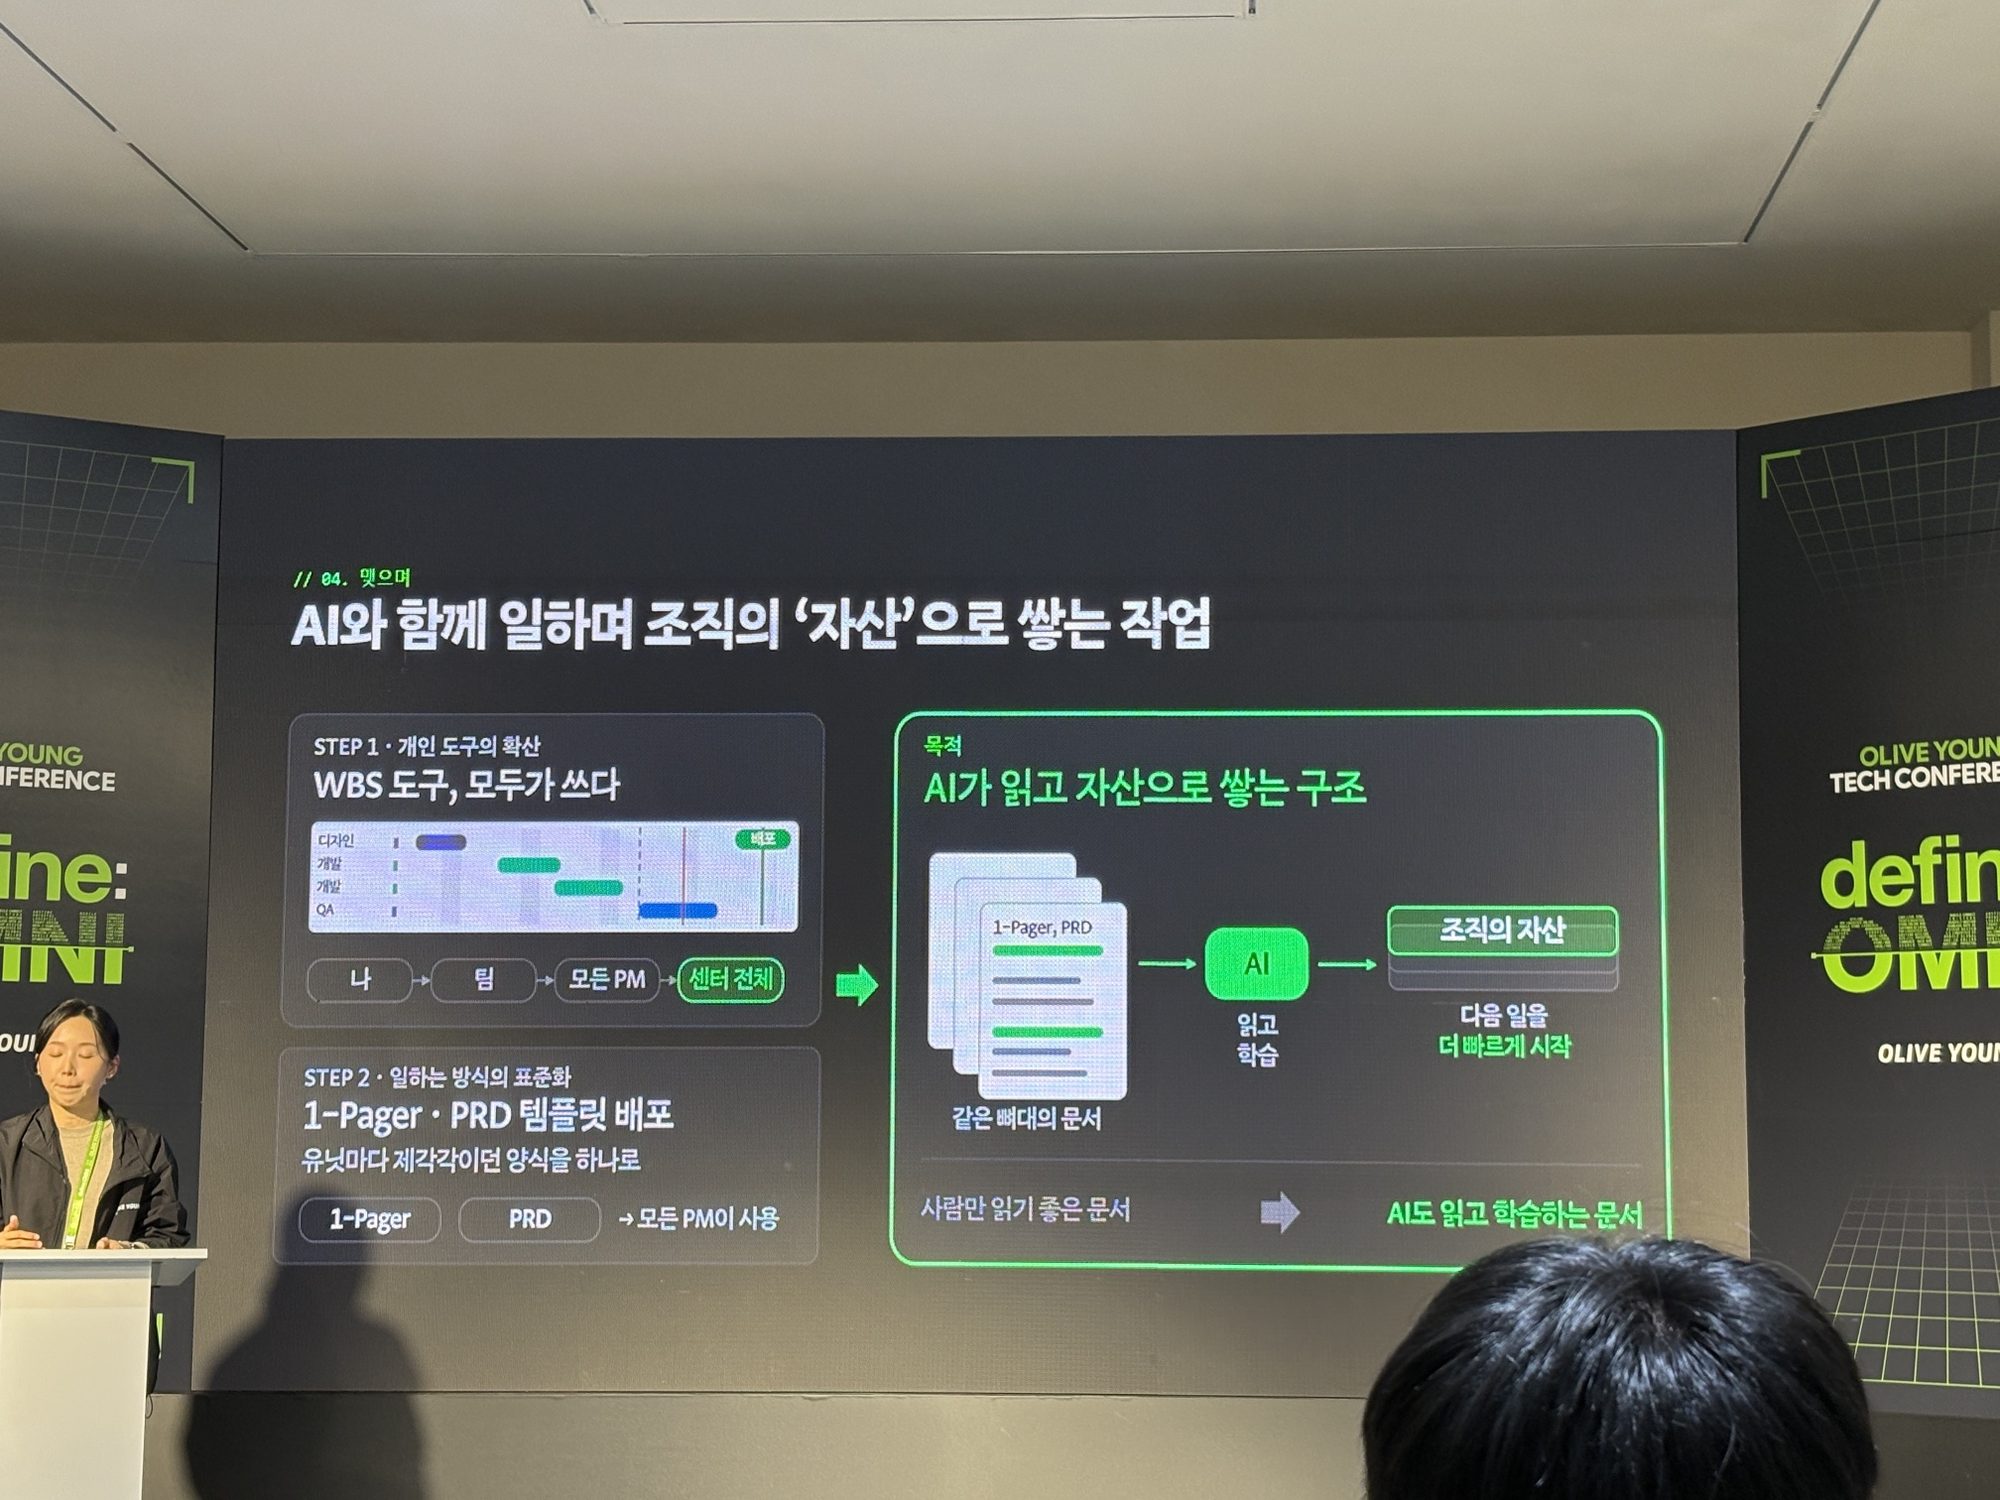 // 04. 맺으며
AI와 함께 일하며 조직의 ‘자산’으로 쌓는 작업
STEP 1 · 개인 도구의 확산
WBS 도구, 모두가 쓰다
디자인
배포
개발
개발
QA
나 → 팀 → 모든 PM → 센터 전체
STEP 2 · 일하는 방식의 표준화
1-Pager · PRD 템플릿 배포
유닛마다 제각각이던 양식을 하나로
1-Pager
PRD
→ 모든 PM이 사용
목적
AI가 읽고 자산으로 쌓는 구조
1-Pager, PRD
같은 뼈대의 문서
AI
읽고
학습
조직의 자산
다음 일을
더 빠르게 시작
사람만 읽기 좋은 문서
AI도 읽고 학습하는 문서
YOUNG
NFERENCE
ine:
OLIVE YOUN
TECH CONFERE
defin
OM
OLIVE YOUN